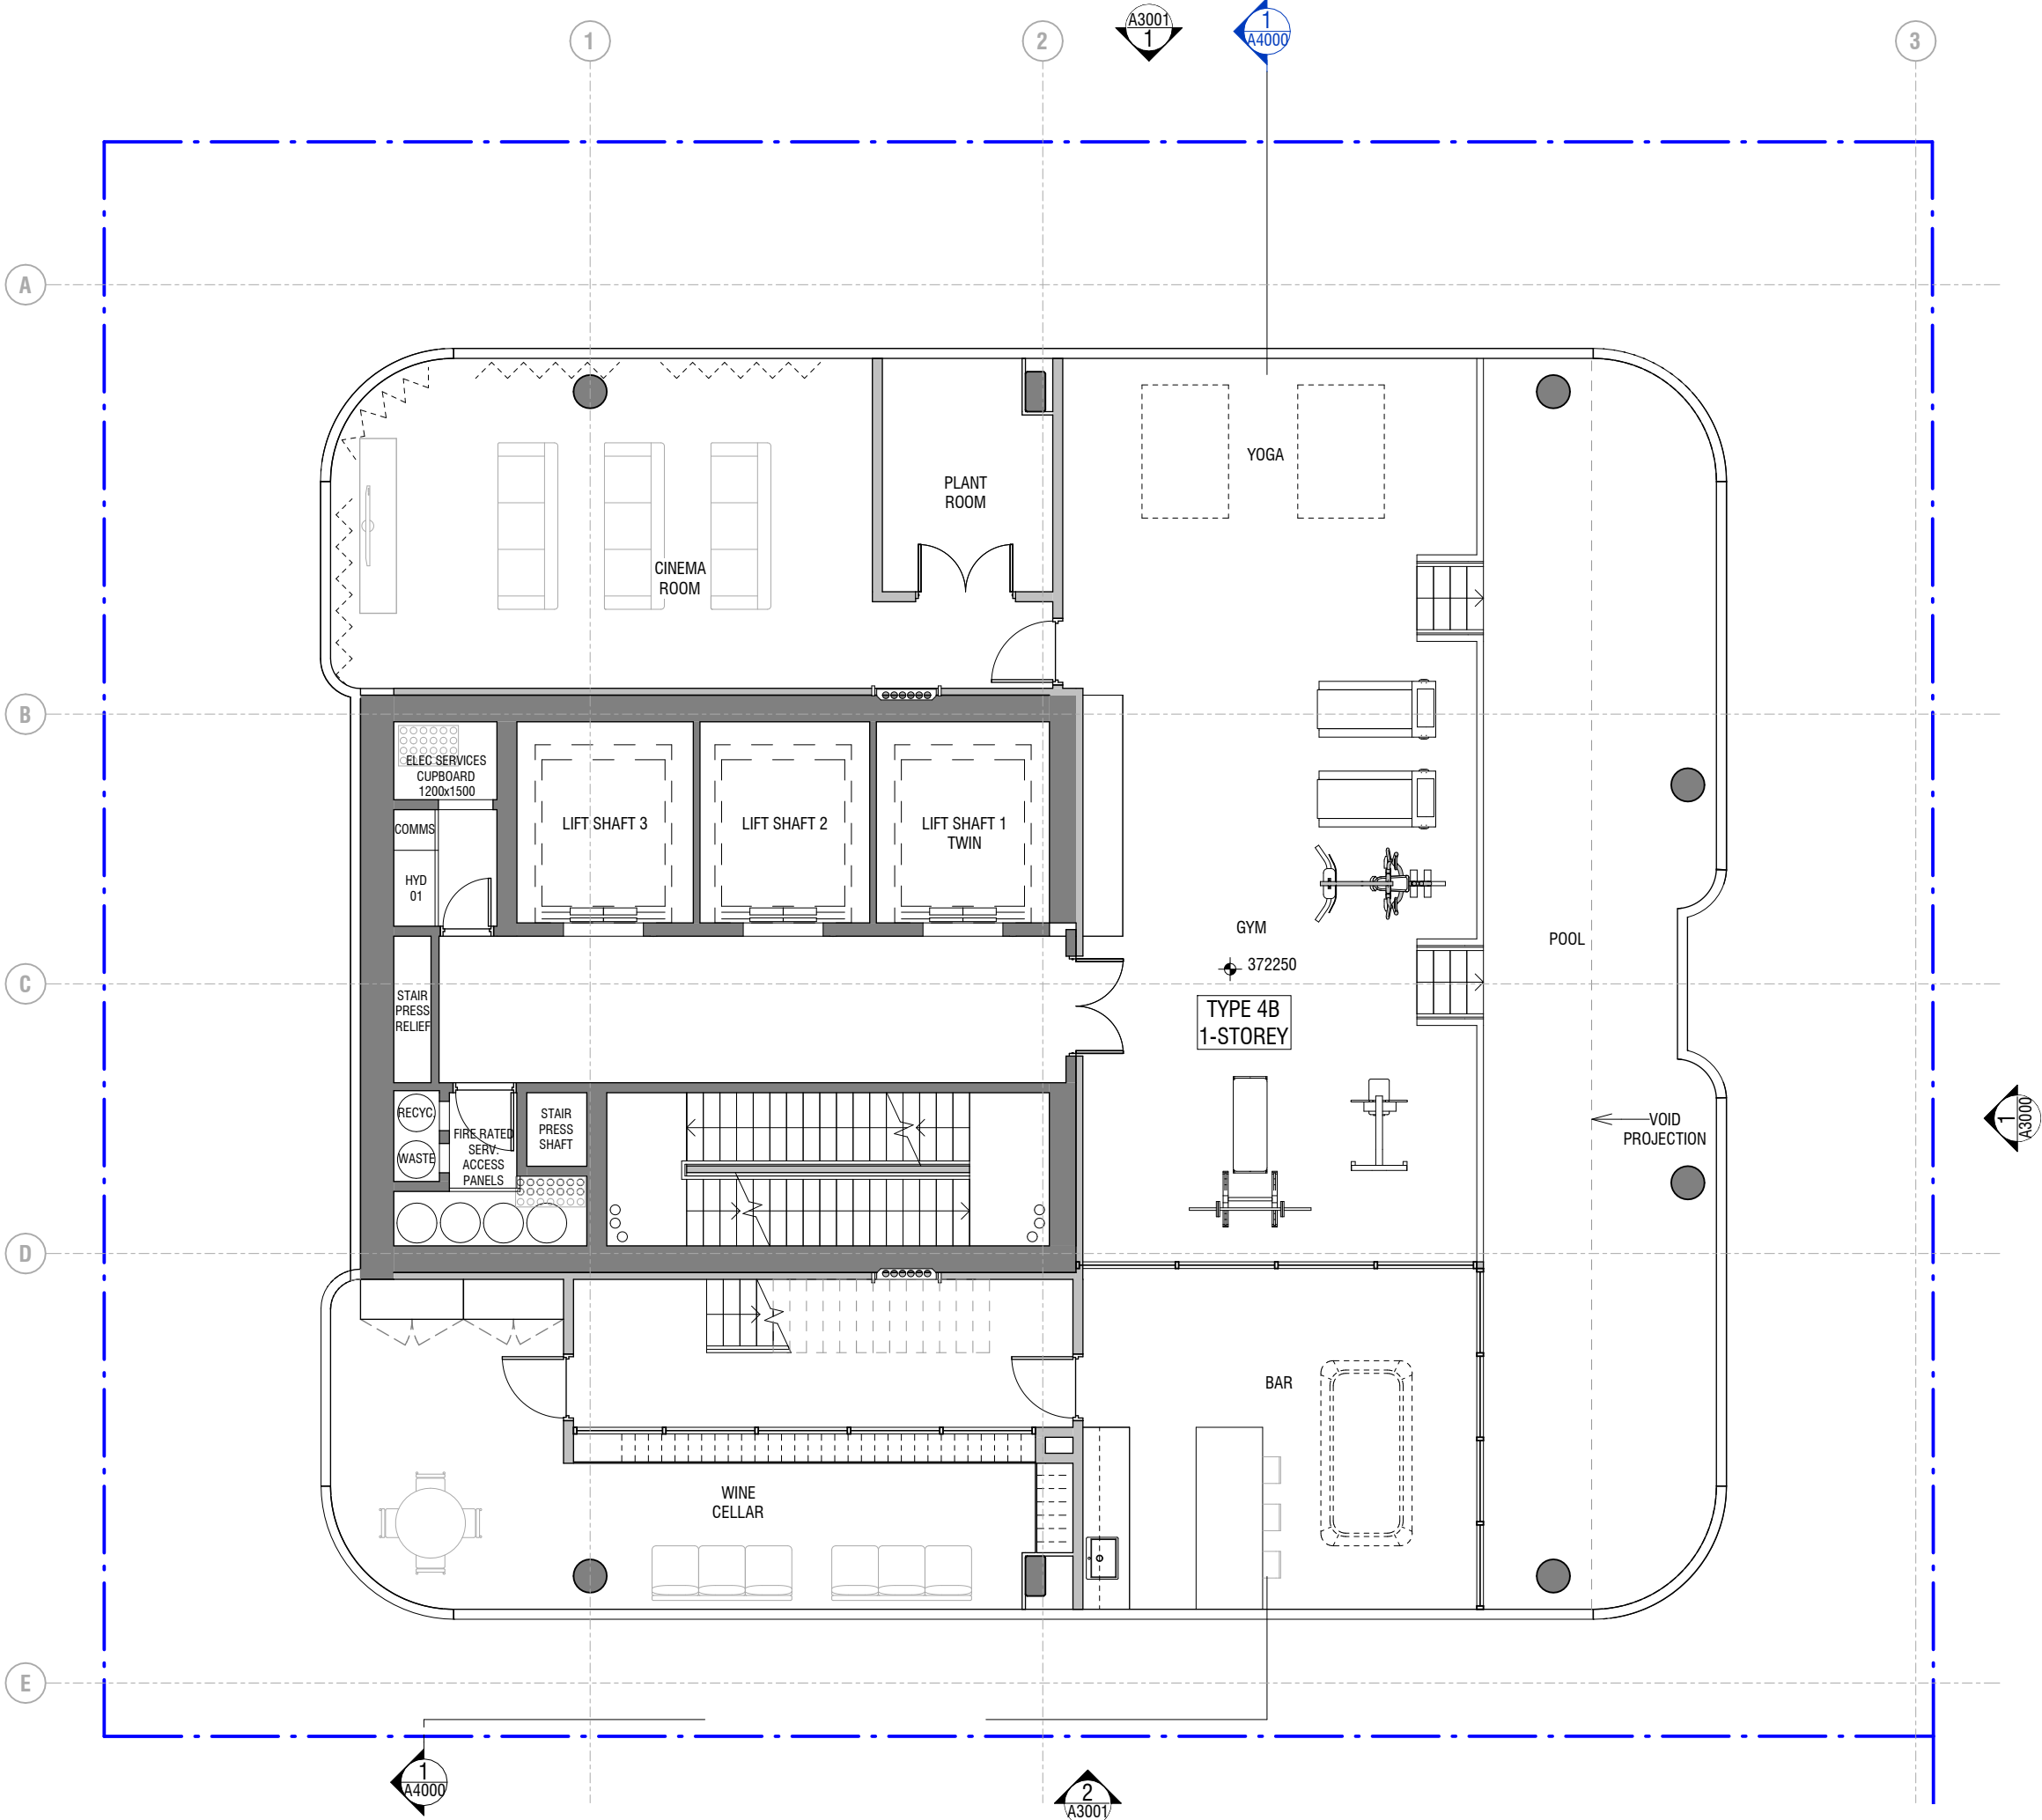 A3001
1
1
A4000
1
2
3
A
B
C
D
E
YOGA
PLANT
ROOM
CINEMA
ROOM
ELEC SERVICES
CUPBOARD
1200x1500
COMMS
HYD
01
LIFT SHAFT 3
LIFT SHAFT 2
LIFT SHAFT 1
TWIN
GYM
372250
TYPE 4B
1-STOREY
POOL
STAIR
PRESS
RELIEF
RECYC
WASTE
FIRE RATED
SERV.
ACCESS
PANELS
STAIR
PRESS
SHAFT
VOID
PROJECTION
1
A3000
BAR
WINE
CELLAR
1
A4000
2
A3001